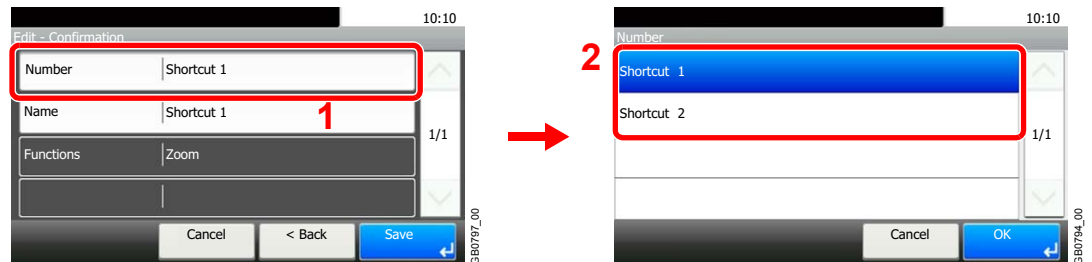 10:10
Edit - Confirmation
Number Shortcut 1
1
Name Shortcut 1
1/1
Functions Zoom
Cancel < Back Save
GB0797_00
10:10
Number
2
Shortcut 1
Shortcut 2
1/1
Cancel OK
GB0794_00